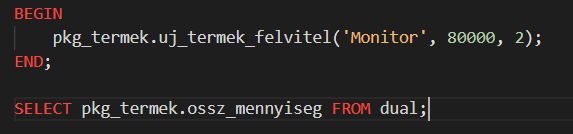 BEGIN
pkg_termek.uj_termek_felvitel('Monitor', 80000, 2);
END;
SELECT pkg_termek.ossz_mennyiseg FROM dual;